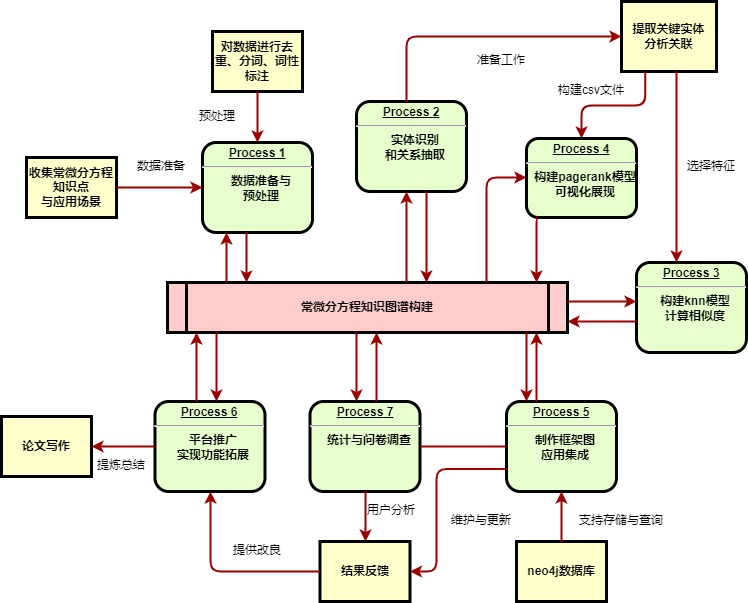 对数据进行去
重、分词、词性
标注
提取关键实体
分析关联
准备工作
构建csv文件
预处理
Process 2
实体识别
和关系抽取
Process 1
数据准备与
预处理
Process 4
构建pagerank模型
可视化展现
选择特征
收集常微分方程
知识点
与应用场景
数据准备
Process 3
构建knn模型
计算相似度
常微分方程知识图谱构建
Process 6
平台推广
实现功能拓展
Process 7
统计与问卷调查
Process 5
制作框架图
应用集成
论文写作
提炼总结
用户分析
维护与更新
支持存储与查询
提供改良
结果反馈
neo4j数据库